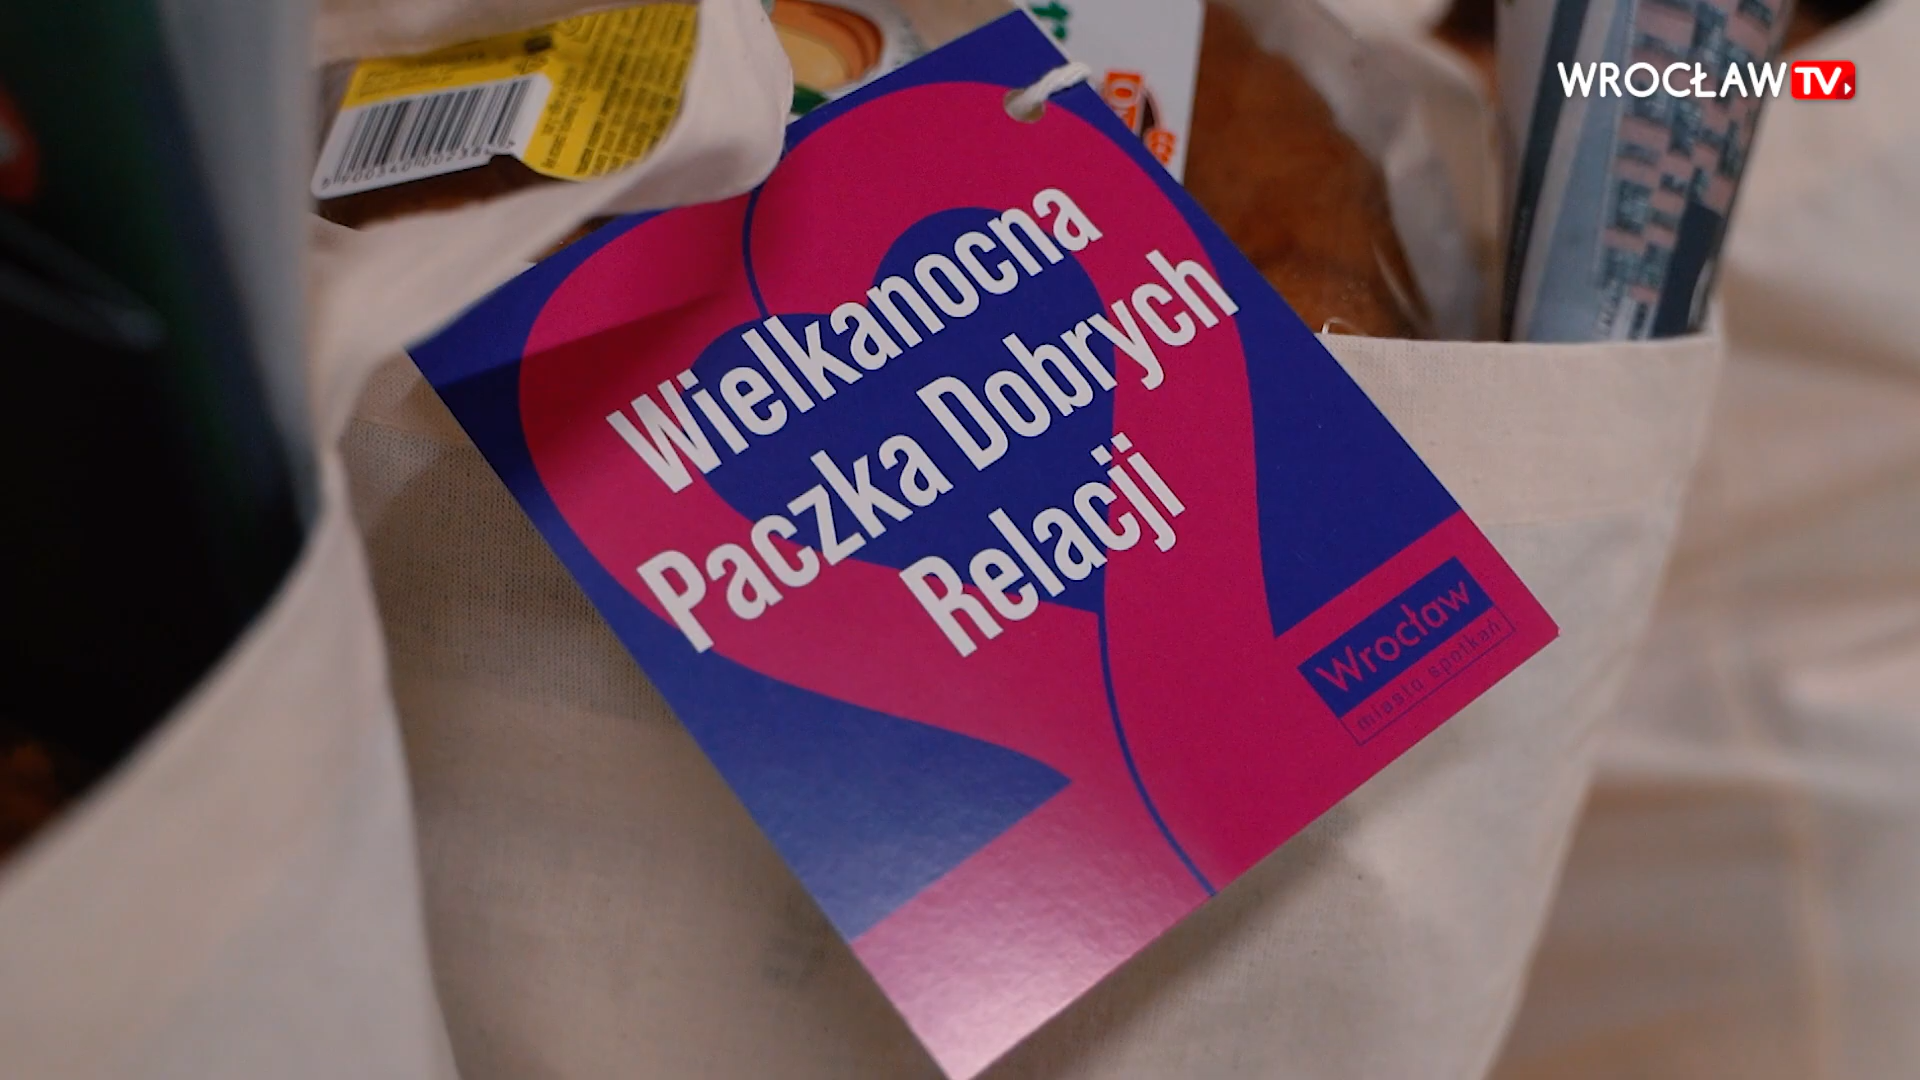 WROCŁAW TV
Wielkanocna
Paczka Dobrych
Relacji
Wrocław
miasto spotkań